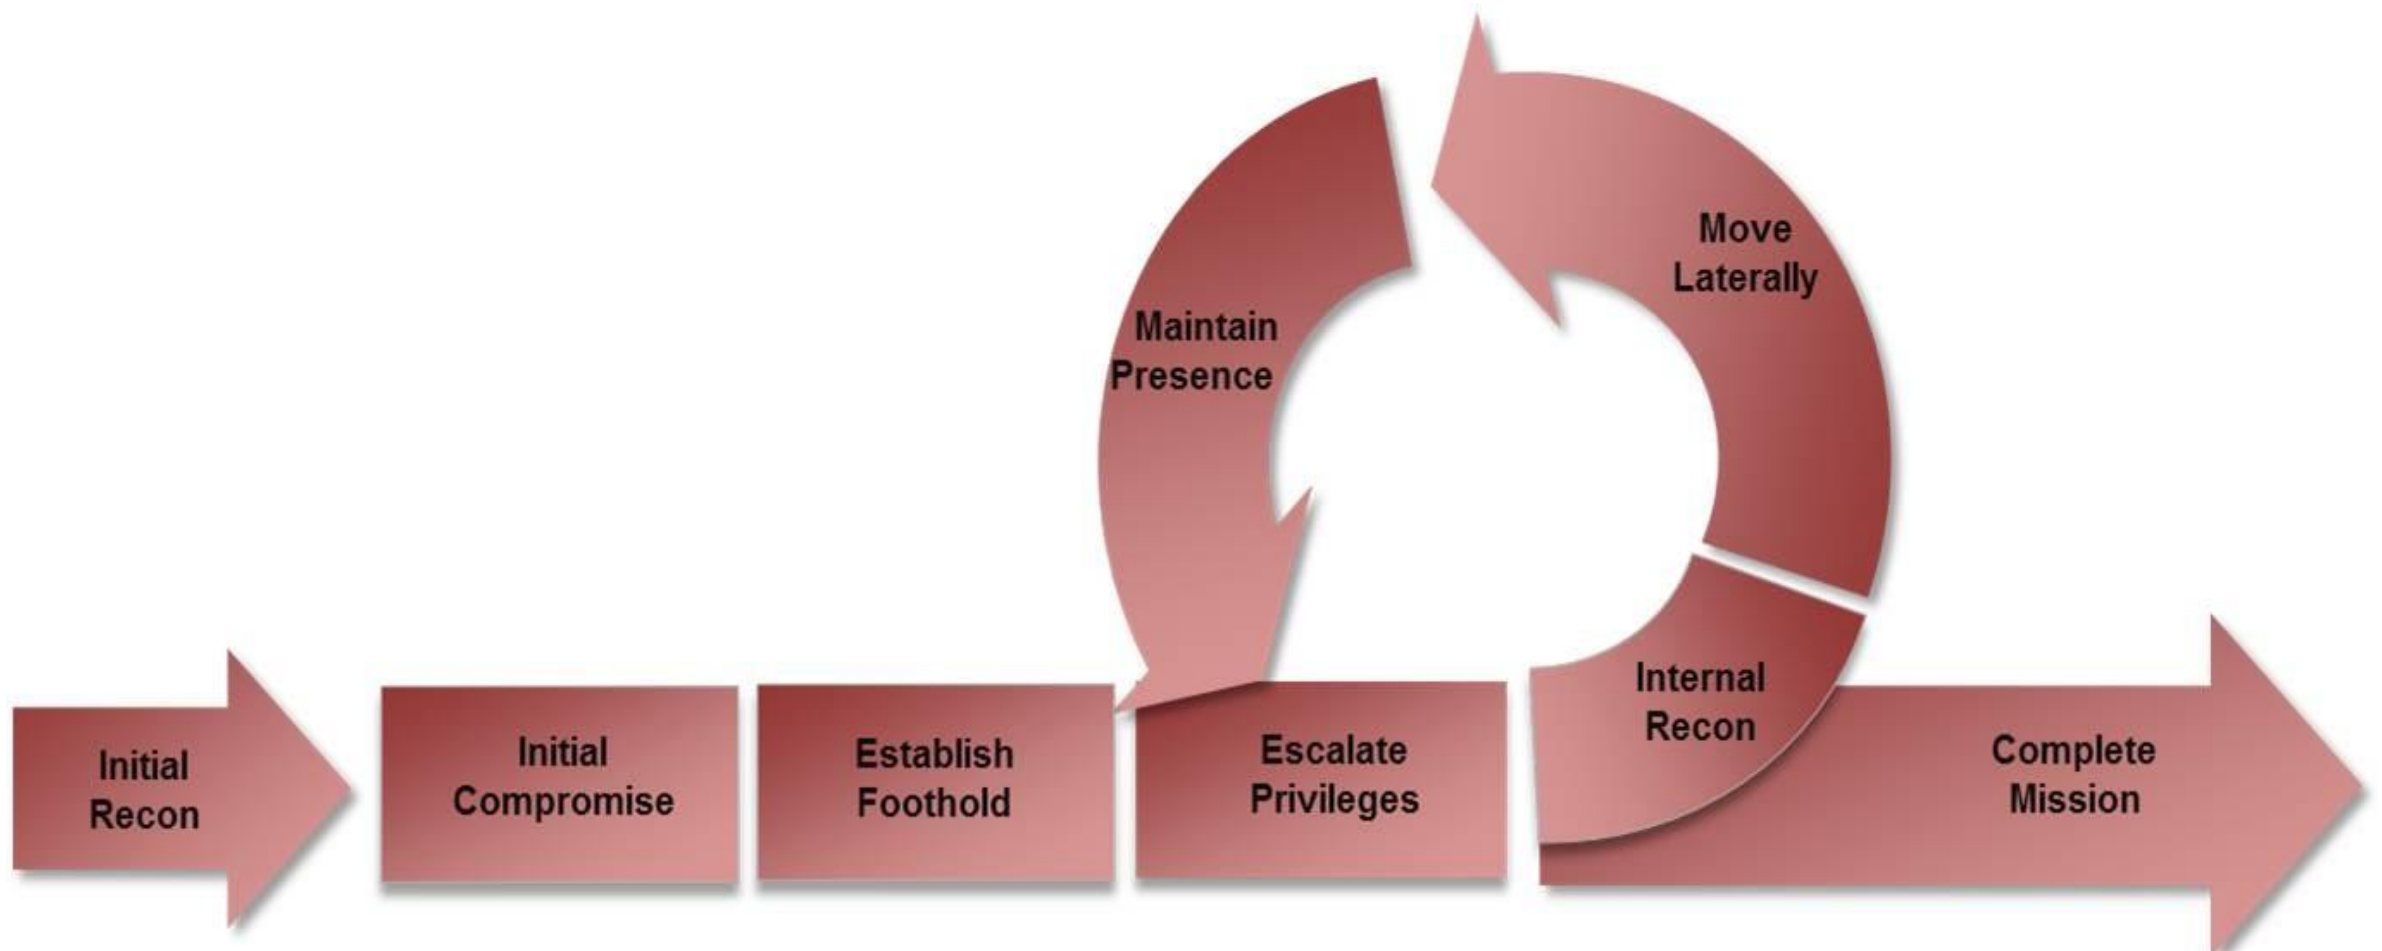 Initial
Recon
Initial
Compromise
Establish
Foothold
Escalate
Privileges
Internal
Recon
Move
Laterally
Maintain
Presence
Complete
Mission